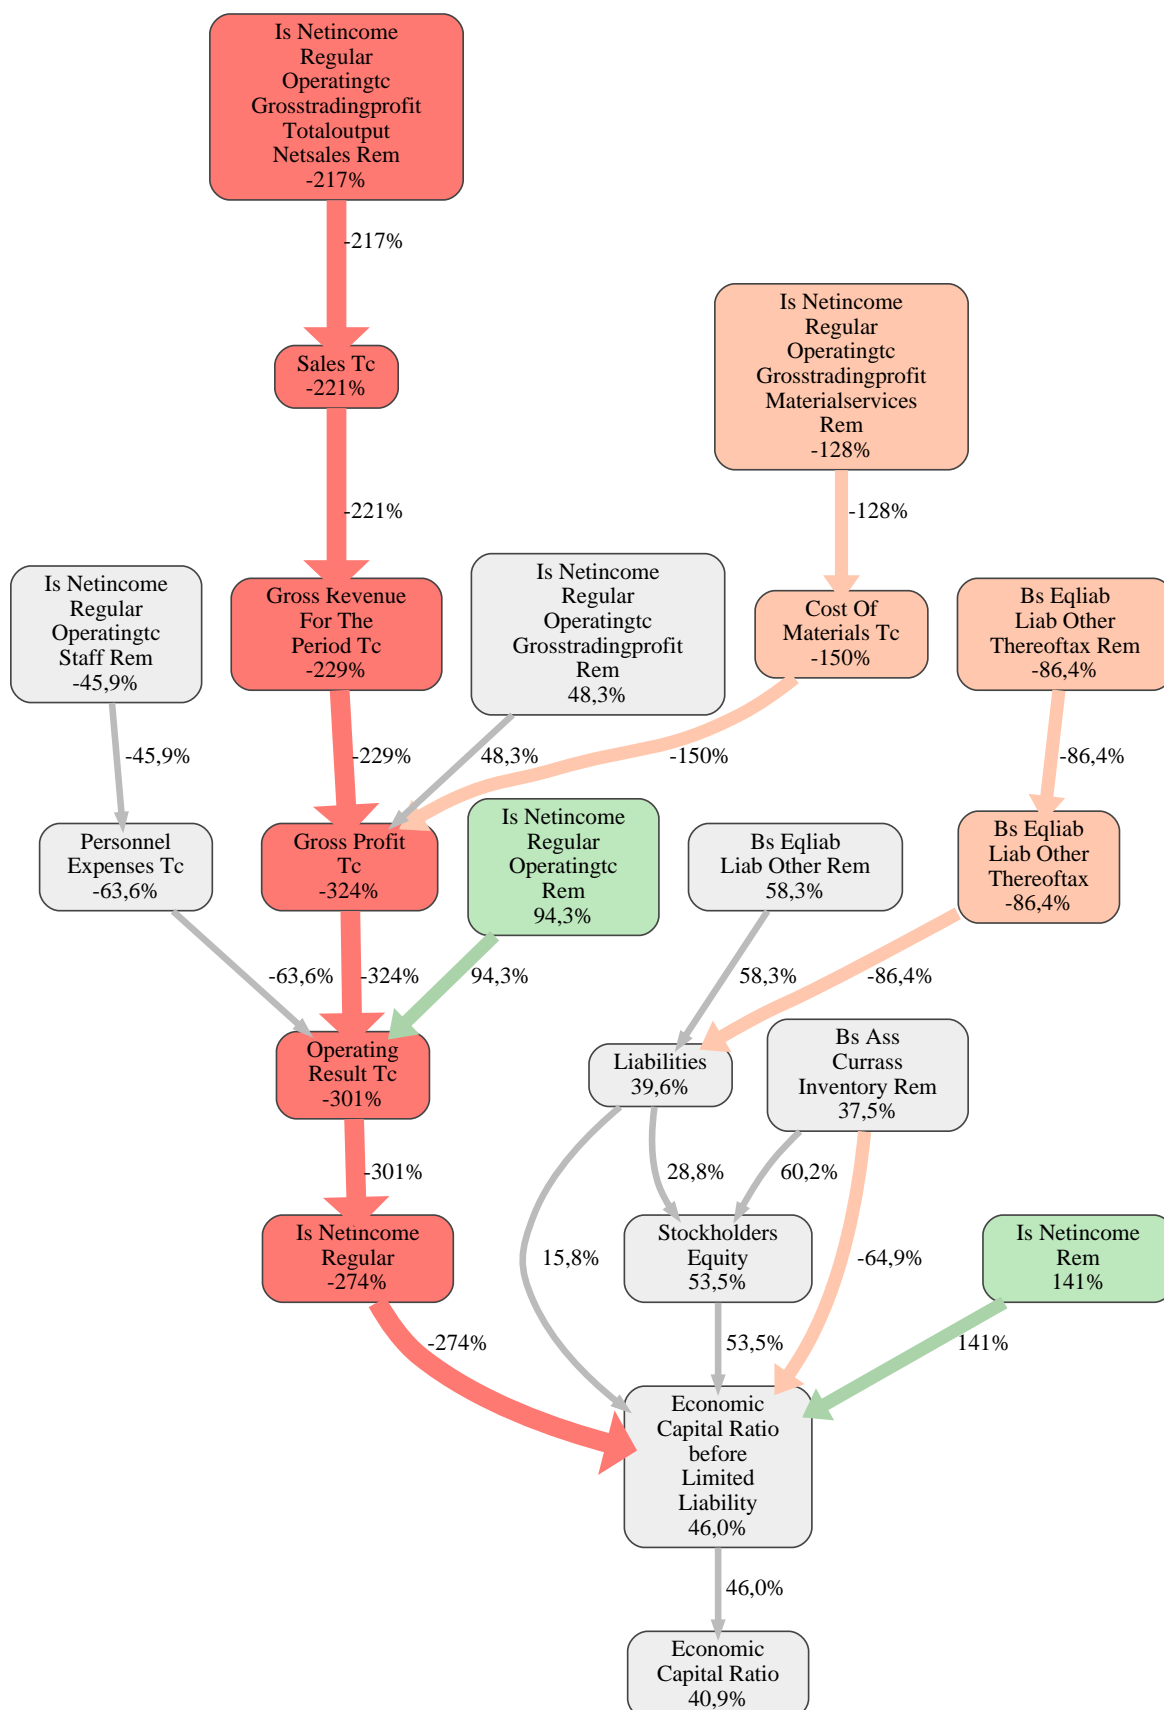 Is Netincome
Regular
Operatingtc
Grosstradingprofit
Totaloutput
Netsales Rem
-217%
-217%
Sales Tc
-221%
Is Netincome
Regular
Operatingtc
Grosstradingprofit
Materialservices
Rem
-128%
-221%
-128%
Is Netincome
Regular
Operatingtc
Staff Rem
-45,9%
Gross Revenue
For The
Period Tc
-229%
Is Netincome
Regular
Operatingtc
Grosstradingprofit
Rem
48,3%
Cost Of
Materials Tc
-150%
Bs Eqliab
Liab Other
Thereoftax Rem
-86,4%
-45,9%
-229%
48,3%
-150%
-86,4%
Personnel
Expenses Tc
-63,6%
Gross Profit
Tc
-324%
Is Netincome
Regular
Operatingtc
Rem
94,3%
Bs Eqliab
Liab Other Rem
58,3%
Bs Eqliab
Liab Other
Thereoftax
-86,4%
-63,6%
-324%
94,3%
58,3%
-86,4%
Operating
Result Tc
-301%
Liabilities
39,6%
Bs Ass
Currass
Inventory Rem
37,5%
-301%
28,8%
60,2%
Is Netincome
Regular
-274%
15,8%
Stockholders
Equity
53,5%
-64,9%
Is Netincome
Rem
141%
-274%
53,5%
141%
Economic
Capital Ratio
before
Limited
Liability
46,0%
46,0%
Economic
Capital Ratio
40,9%